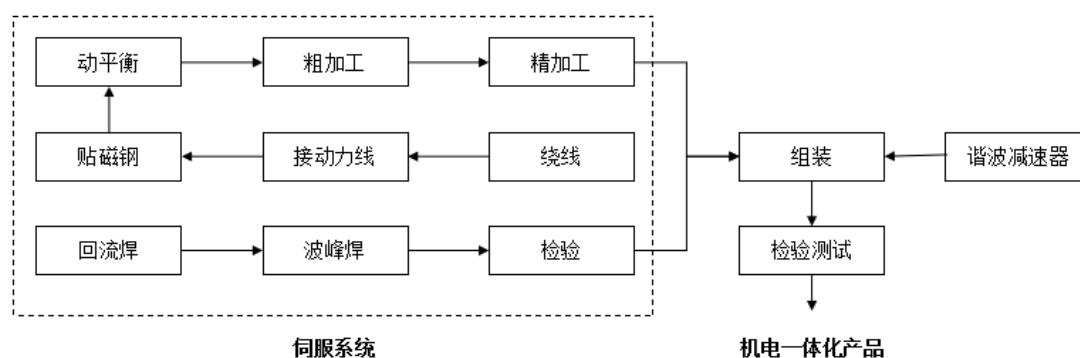 动平衡
粗加工
精加工
贴磁钢
接动力线
绕线
组装
谐波减速器
回流焊
波峰焊
检验
检验测试
伺服系统
机电一体化产品